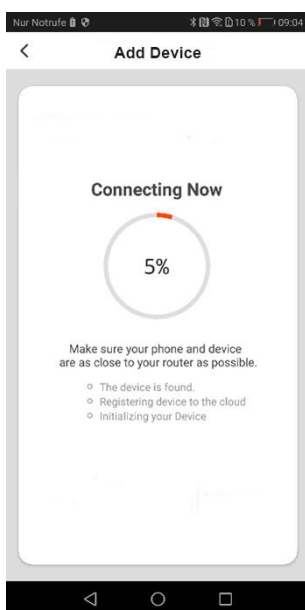 Nur Notrufe 10 % 09:04
Add Device
Connecting Now
5%
Make sure your phone and device
are as close to your router as possible.
The device is found.
Registering device to the cloud
Initializing your Device